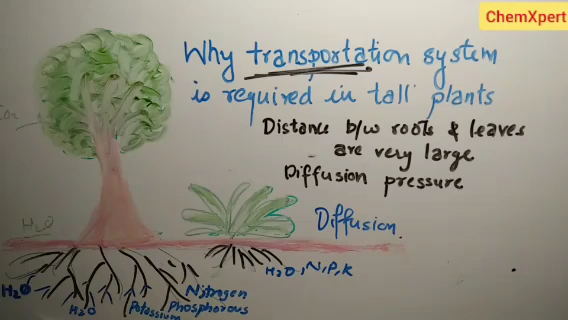 ChemXpert
Why transportation system
is required in tall plants
Distance b/w roots & leaves
are very large
Diffusion pressure
H2O
Diffusion.
H2O, N, P, K
H2O
H2O
Potassium
Nitrogen
Phosphorous